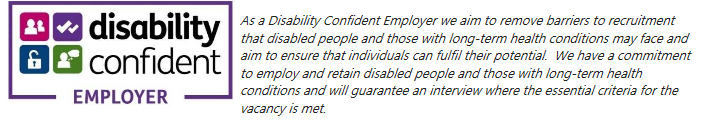 disability
confident
EMPLOYER
As a Disability Confident Employer we aim to remove barriers to recruitment
that disabled people and those with long-term health conditions may face and
aim to ensure that individuals can fulfil their potential.  We have a commitment
to employ and retain disabled people and those with long-term health
conditions and will guarantee an interview where the essential criteria for the
vacancy is met.